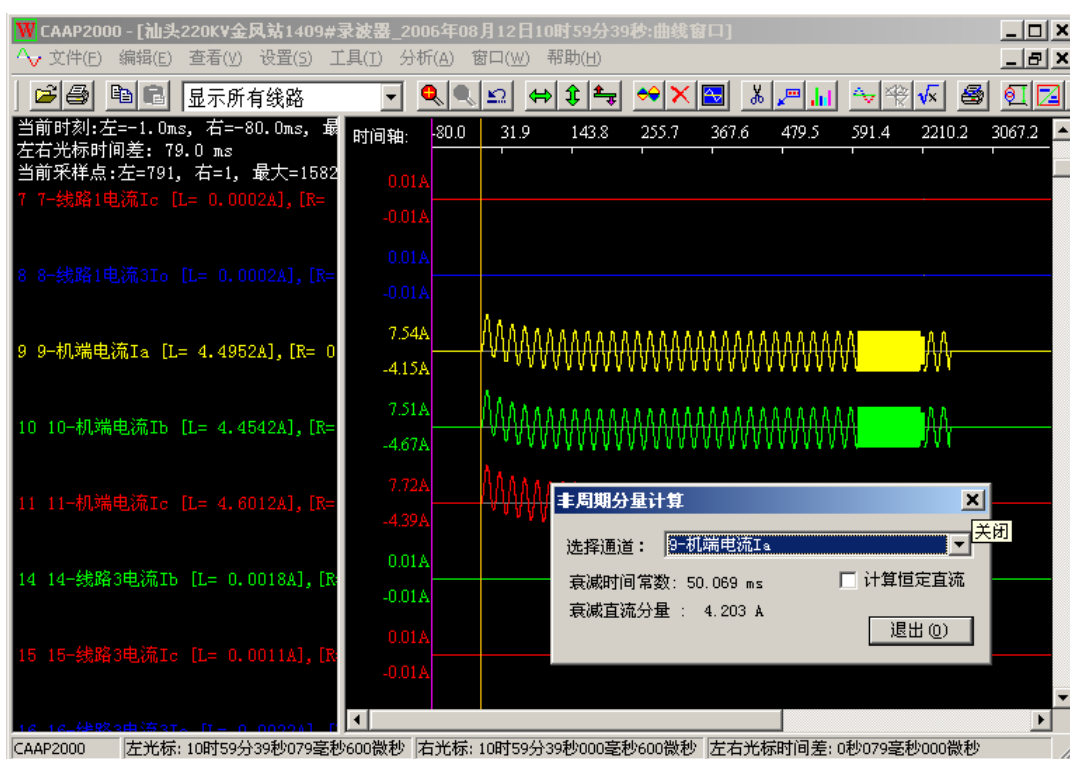 CAAP2000 - [汕头220KV金风站1409#录波器_2006年08月12日10时59分39秒:曲线窗口]
文件(F) 编辑(E) 查看(V) 设置(S) 工具(T) 分析(A) 窗口(W) 帮助(H)
显示所有线路
当前时刻:左=-1.0ms, 右=-80.0ms, 最
左右光标时间差: 79.0 ms
当前采样点:左=791, 右=1, 最大=1582
时间轴: -80.0 31.9 143.8 255.7 367.6 479.5 591.4 2210.2 3067.2
0.01A
7 7-线路1电流Ic [L= 0.0002A],[R=
-0.01A
0.01A
8 8-线路1电流3Io [L= 0.0002A],[R=
-0.01A
7.54A
9 9-机端电流Ia [L= 4.4952A],[R= 0
-4.15A
7.51A
10 10-机端电流Ib [L= 4.4542A],[R=
-4.67A
7.72A
11 11-机端电流Ic [L= 4.6012A],[R=
-4.39A
0.01A
14 14-线路3电流Ib [L= 0.0018A],[R
-0.01A
0.01A
15 15-线路3电流Ic [L= 0.0011A],[R
-0.01A
16 16-线路3电流3Io [L= 0.0022A],[
非周期分量计算
关闭
选择通道: 9-机端电流Ia
衰减时间常数: 50.069 ms
计算恒定直流
衰减直流分量 : 4.203 A
退出(O)
CAAP2000 左光标: 10时59分39秒079毫秒600微秒 右光标: 10时59分39秒000毫秒600微秒 左右光标时间差: 0秒079毫秒000微秒